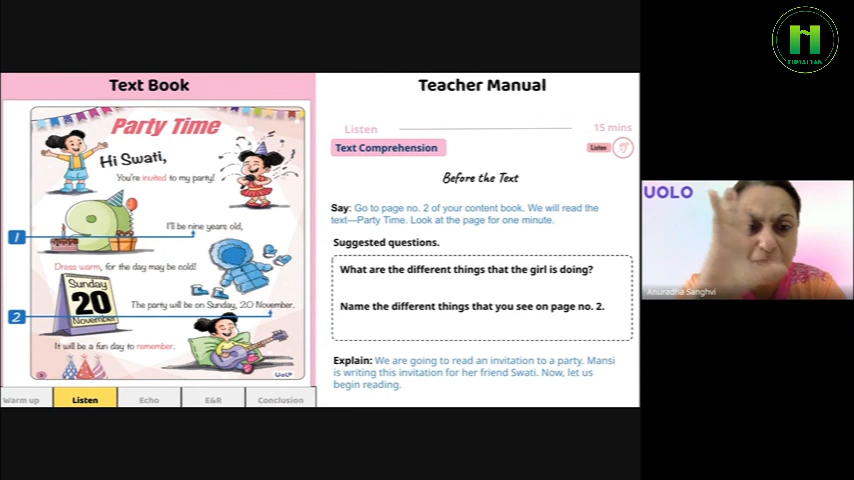 Text Book
Party Time
Hi Swati,
You're invited to my party!
9
I'll be nine years old,
1
Dress warm, for the day may be cold!
Sunday
20
November
The party will be on Sunday, 20 November.
2
It will be a fun day to remember.
UOLO
Warm up
Listen
Echo
E&R
Conclusion
Teacher Manual
Listen
15 mins
Text Comprehension
Listen
Before the Text
Say: Go to page no. 2 of your content book. We will read the
text—Party Time. Look at the page for one minute.
Suggested questions.
What are the different things that the girl is doing?
Name the different things that you see on page no. 2.
Explain: We are going to read an invitation to a party. Mansi
is writing this invitation for her friend Swati. Now, let us
begin reading.
UOLO
Anuradha Sanghvi